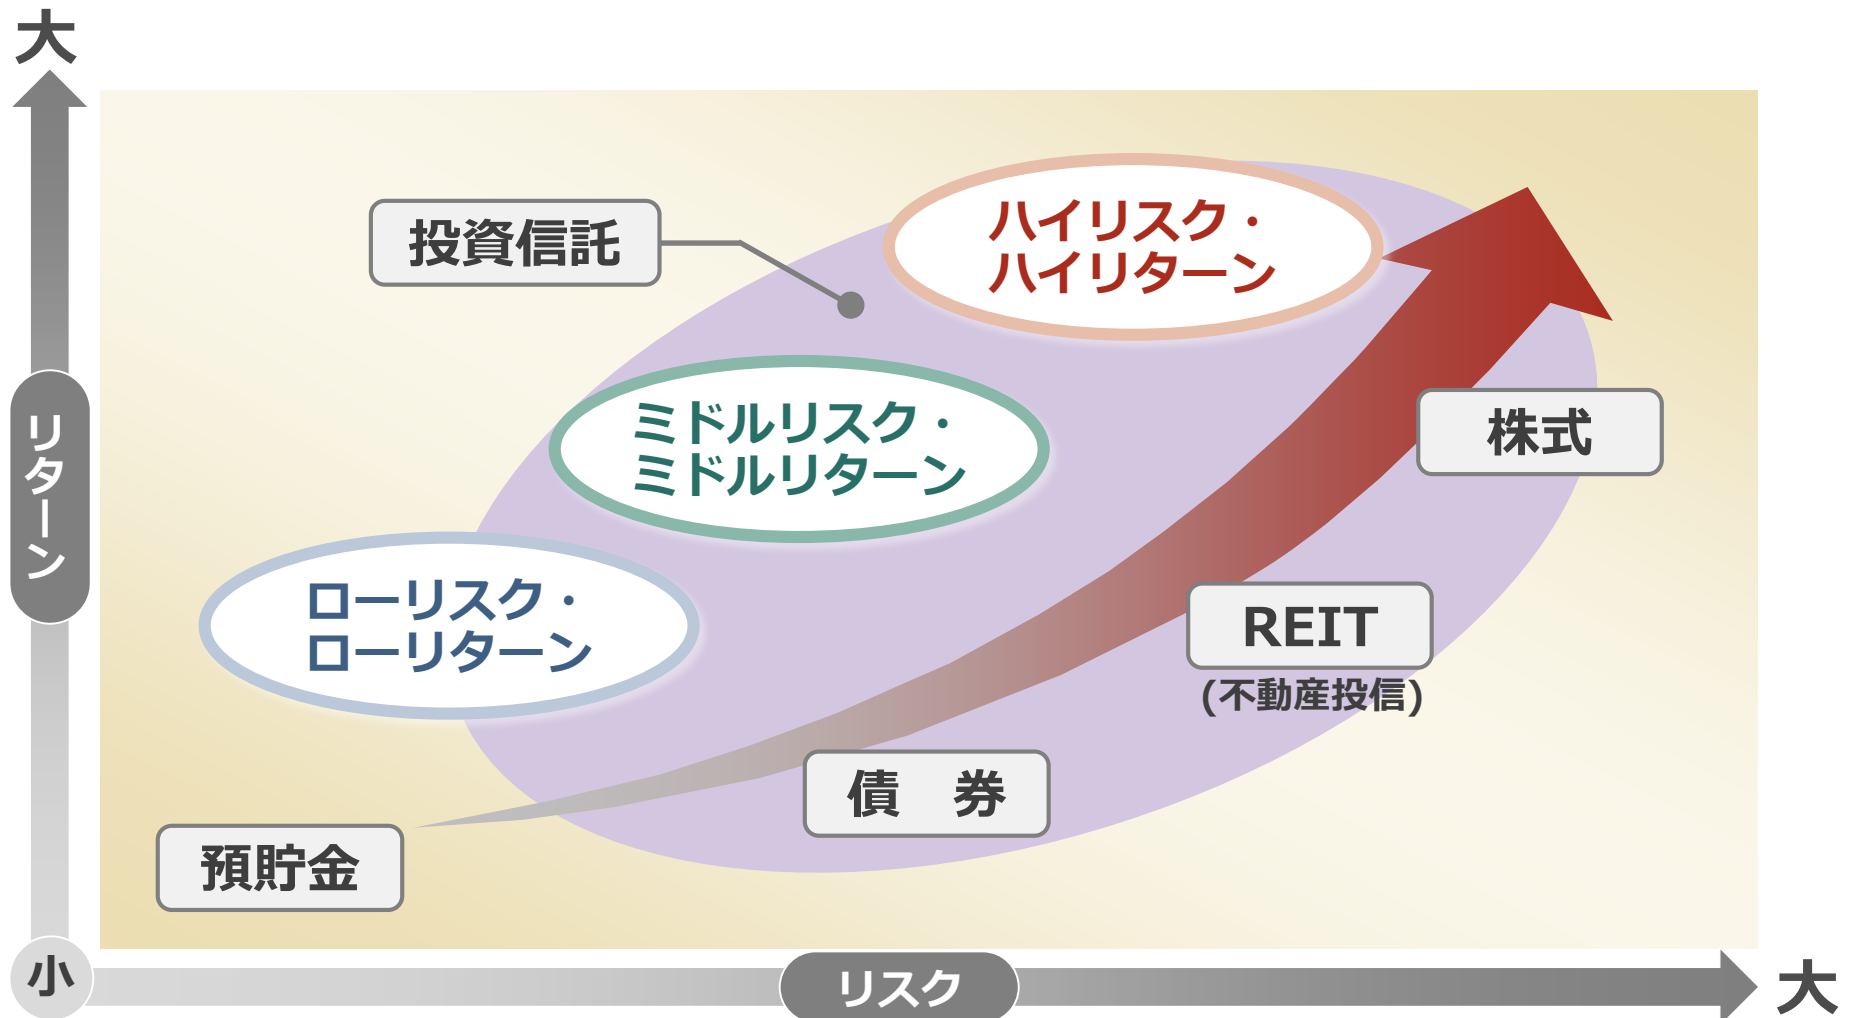 大
投資信託
ハイリスク・
ハイリターン
ミドルリスク・
ミドルリターン
株式
リターン
ローリスク・
ローリターン
REIT
(不動産投信)
債　券
預貯金
小
リスク
大